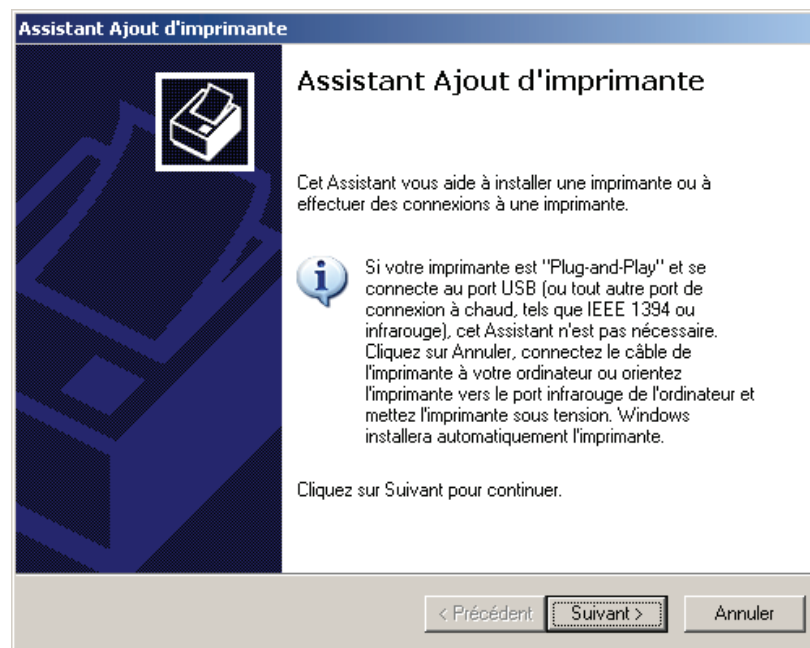 Assistant Ajout d'imprimante
Assistant Ajout d'imprimante
Cet Assistant vous aide à installer une imprimante ou à
effectuer des connexions à une imprimante.
Si votre imprimante est "Plug-and-Play" et se
connecte au port USB (ou tout autre port de
connexion à chaud, tels que IEEE 1394 ou
infrarouge), cet Assistant n'est pas nécessaire.
Cliquez sur Annuler, connectez le câble de
l'imprimante à votre ordinateur ou orientez
l'imprimante vers le port infrarouge de l'ordinateur et
mettez l'imprimante sous tension. Windows
installera automatiquement l'imprimante.
Cliquez sur Suivant pour continuer.
< Précédent Suivant > Annuler